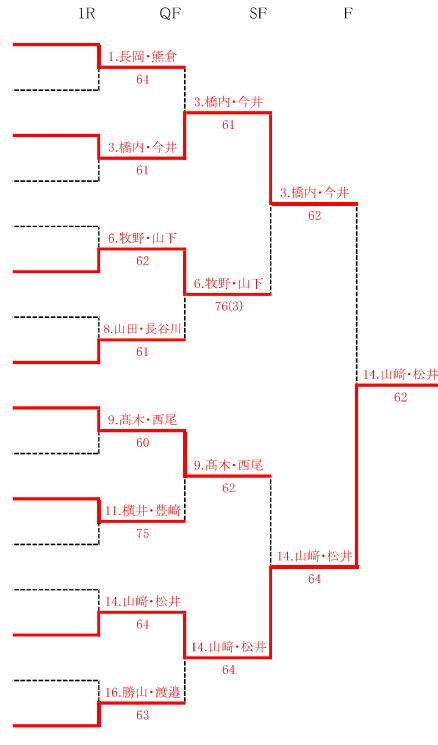 1R QF SF F
1.長岡・熊倉
64
3.橋内・今井
61
3.橋内・今井
61
3.橋内・今井
62
6.牧野・山下
62
6.牧野・山下
76(3)
8.山田・長谷川
61
14.山﨑・松井
62
9.髙木・西尾
60
9.髙木・西尾
62
11.横井・豊﨑
75
14.山﨑・松井
64
14.山﨑・松井
64
14.山﨑・松井
64
16.勝山・渡邉
63